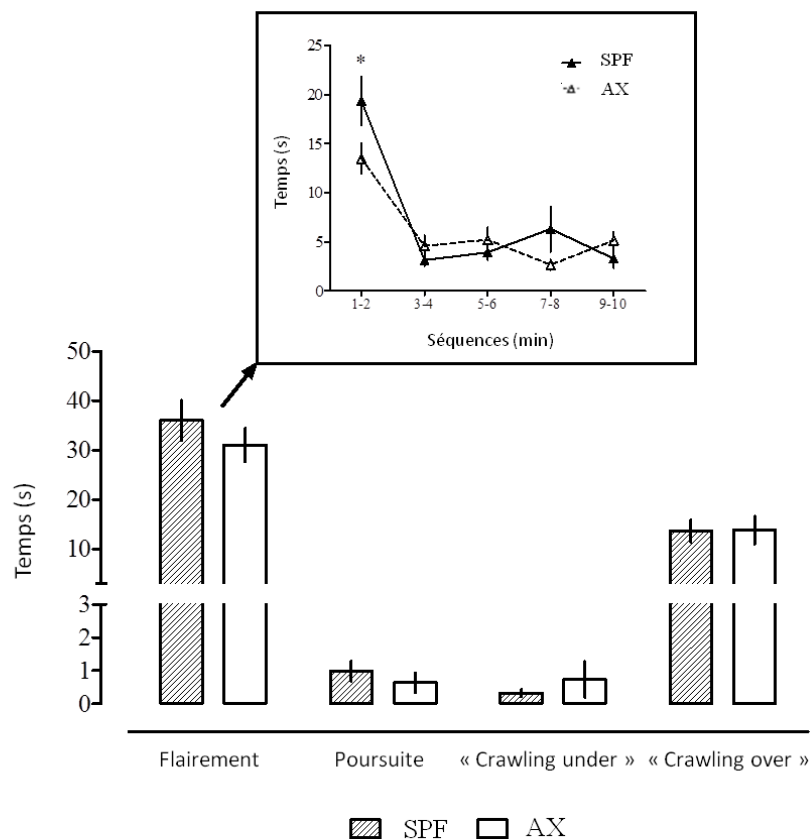 25
20
15
10
5
0
*
SPF
AX
Temps (s)
1-2 3-4 5-6 7-8 9-10
Séquences (min)
50
40
30
20
10
3
2
1
0
Temps (s)
Flairement Poursuite « Crawling under » « Crawling over »
SPF AX